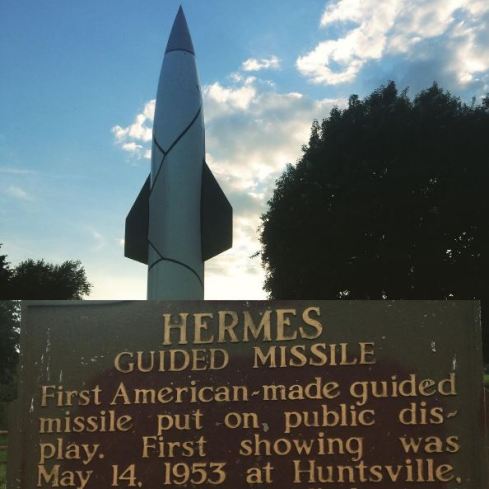 HERMES
GUIDED MISSILE
First American-made guided
missile put on public dis-
play. First showing was
May 14, 1953 at Huntsville,